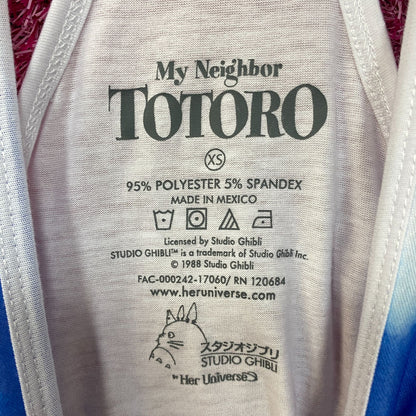 My Neighbor
TOTORO
XS
95% POLYESTER 5% SPANDEX
MADE IN MEXICO
Licensed by Studio Ghibli
STUDIO GHIBLI™ is a trademark of Studio Ghibli Inc.
© 1988 Studio Ghibli
FAC-000242-17060/ RN 120684
www.heruniverse.com
スタジオジブリ
STUDIO GHIBLI
by Her Universe